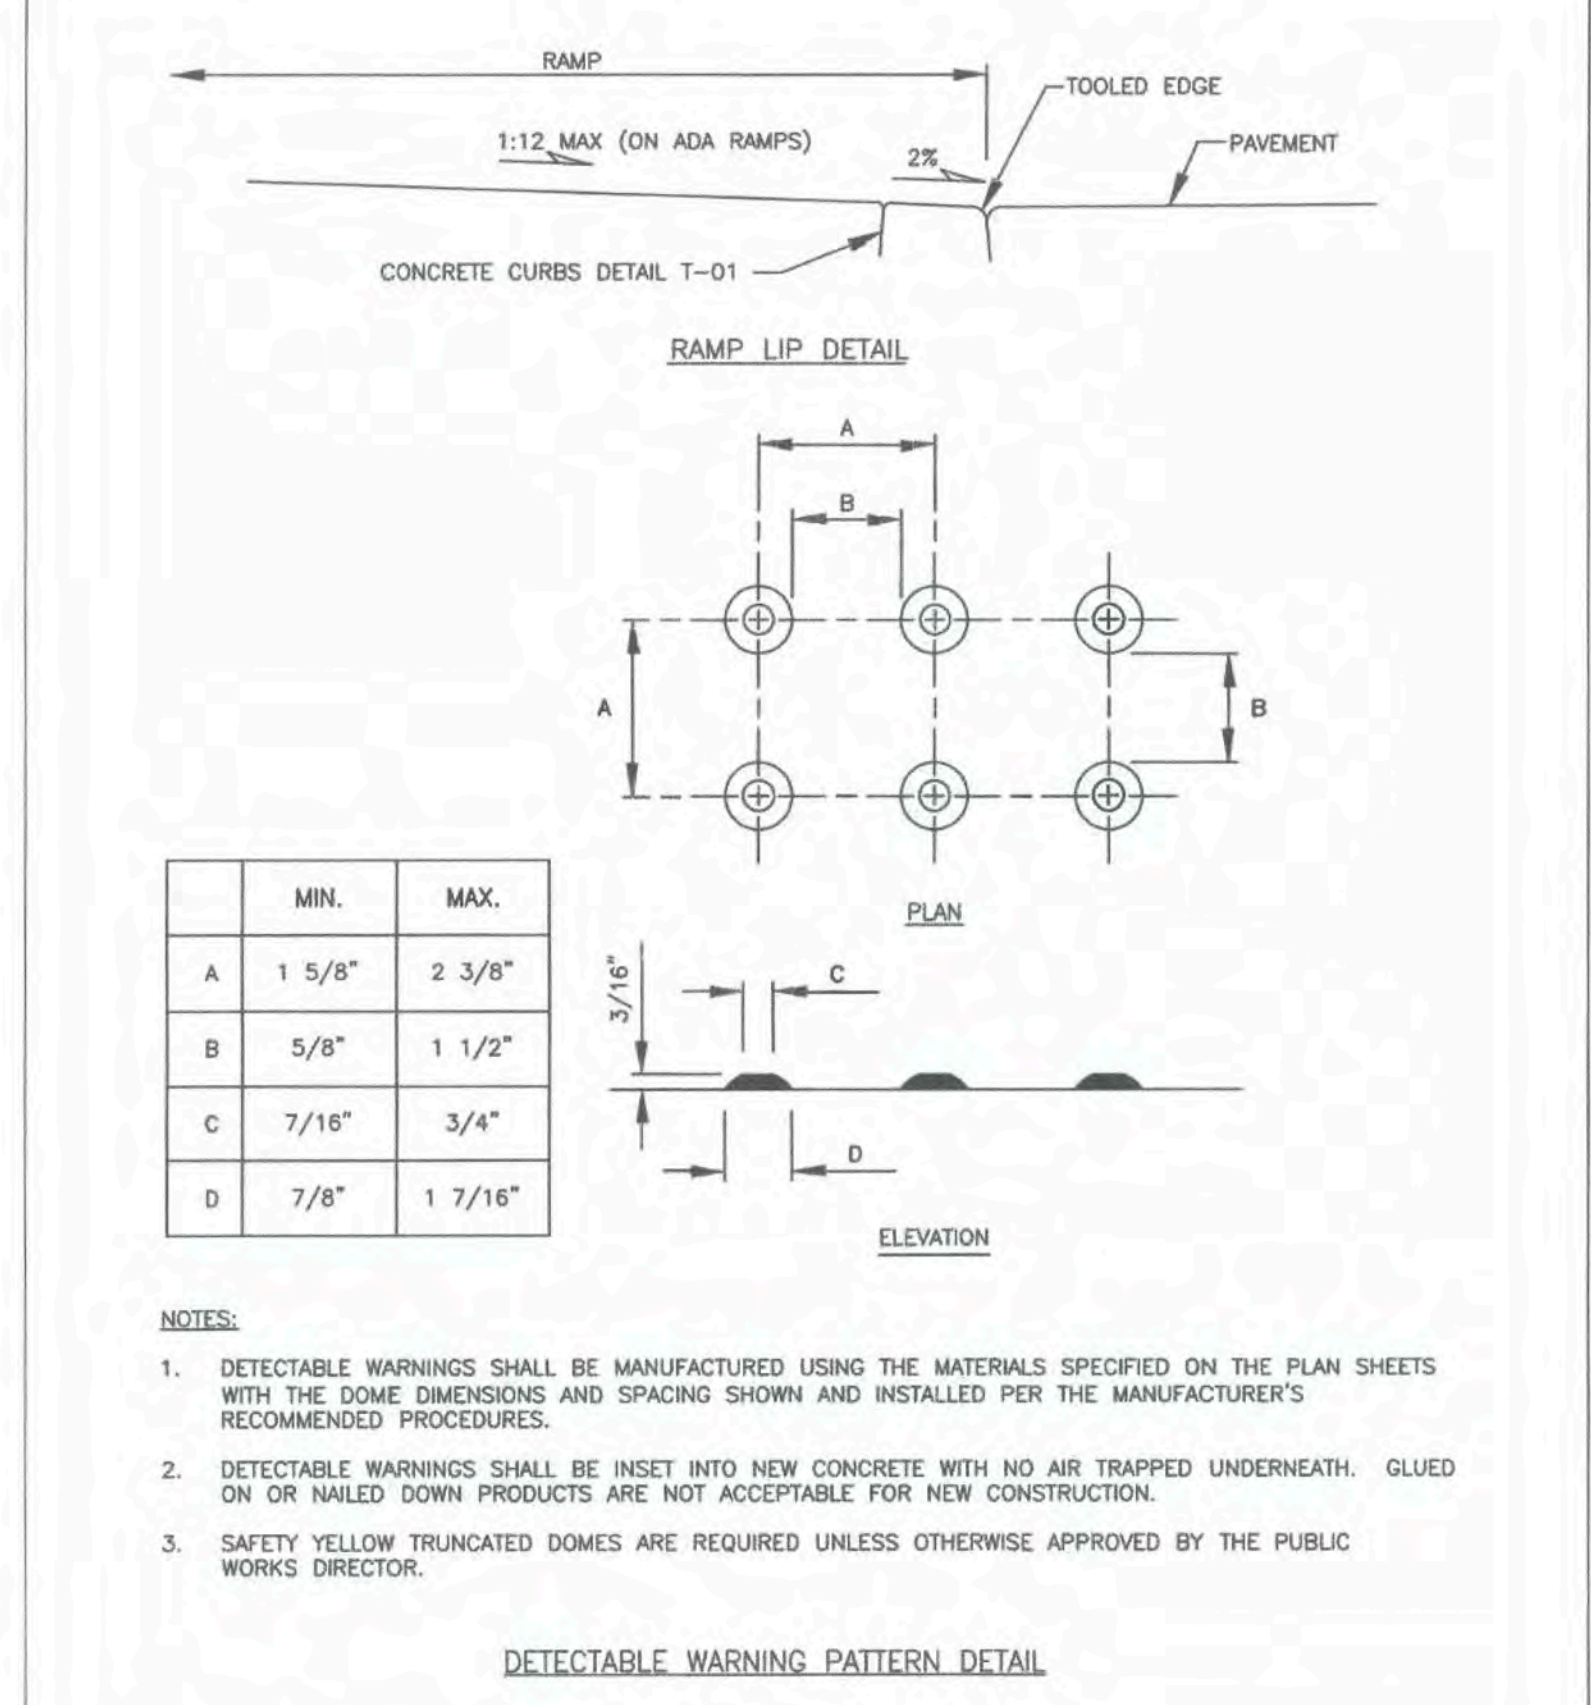 RAMP
TOOLED EDGE
1:12 MAX (ON ADA RAMPS)
2%
PAVEMENT
CONCRETE CURBS DETAIL T-01
RAMP LIP DETAIL
A
B
A
B
PLAN
MIN. MAX.
A 1 5/8" 2 3/8"
B 5/8" 1 1/2"
C 7/16" 3/4"
D 7/8" 1 7/16"
3/16"
C
D
ELEVATION
NOTES:
1. DETECTABLE WARNINGS SHALL BE MANUFACTURED USING THE MATERIALS SPECIFIED ON THE PLAN SHEETS
WITH THE DOME DIMENSIONS AND SPACING SHOWN AND INSTALLED PER THE MANUFACTURER'S
RECOMMENDED PROCEDURES.
2. DETECTABLE WARNINGS SHALL BE INSET INTO NEW CONCRETE WITH NO AIR TRAPPED UNDERNEATH. GLUED
ON OR NAILED DOWN PRODUCTS ARE NOT ACCEPTABLE FOR NEW CONSTRUCTION.
3. SAFETY YELLOW TRUNCATED DOMES ARE REQUIRED UNLESS OTHERWISE APPROVED BY THE PUBLIC
WORKS DIRECTOR.
DETECTABLE WARNING PATTERN DETAIL